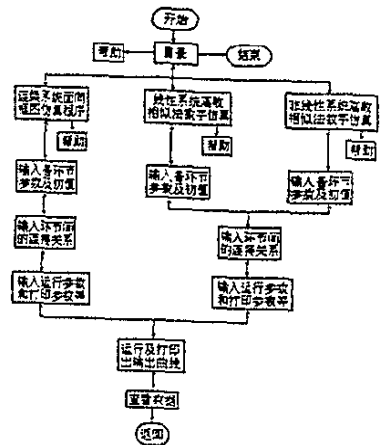 开始
帮助
目录
结束
连续系统面向
框图仿真程序
线性系统离散
相似法数字仿真
非线性系统离散
相似法数字仿真
帮助
帮助
帮助
输入各环节
参数及初值
输入各环节
参数及初值
输入各环节
参数及初值
输入环节间
的连接关系
输入环节间
的连接关系
输入运行参数
和打印参数等
输入运行参数
和打印参数等
运行及打印
出输出曲线
查看数据
返回